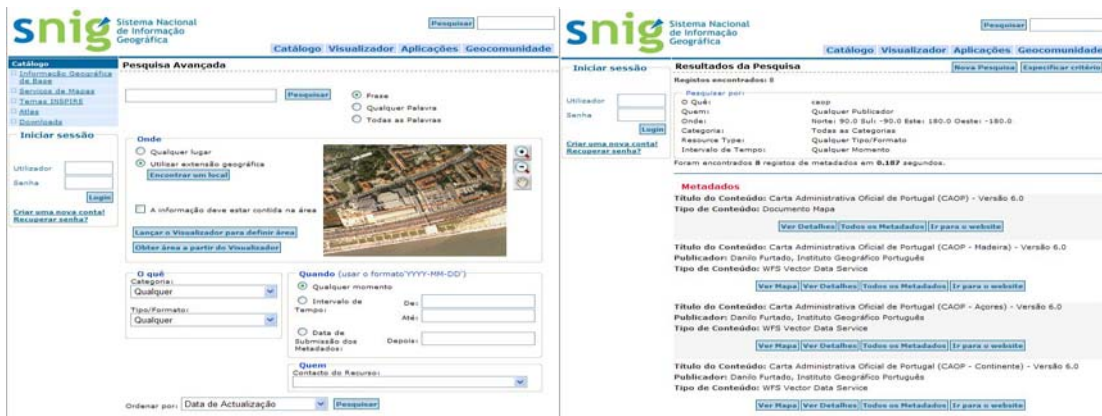 snig Sistema Nacional
de Informação
Geográfica
Pesquisar
Catálogo Visualizador Aplicações Geocomunidade
Catálogo
Informação Geográfica
de Base
Serviços de Mapas
Temas INSPIRE
Atlas
Downloads
Iniciar sessão
Utilizador
Senha
Login
Criar uma nova conta!
Recuperar senha?
Pesquisa Avançada
Pesquisar
Frase
Qualquer Palavra
Todas as Palavras
Onde
Qualquer lugar
Utilizar extensão geográfica
Encontrar um local
A informação deve estar contida na área
Lançar o Visualizador para definir área
Obter área a partir do Visualizador
O quê
Categoria:
Qualquer
Tipo/Formato:
Qualquer
Quando (usar o formato'YYYY-MM-DD')
Qualquer momento
Intervalo de
Tempo:
De:
Até:
Data de
Submissão dos
Metadados:
Depois:
Quem
Contacto do Recurso:
Ordenar por: Data de Actualização Pesquisar
snig Sistema Nacional
de Informação
Geográfica
Pesquisar
Catálogo Visualizador Aplicações Geocomunidade
Iniciar sessão
Utilizador
Senha
Login
Criar uma nova conta!
Recuperar senha?
Resultados da Pesquisa Nova Pesquisa Especificar critério
Registos encontrados: 8
Pesquisar por:
O Quê: caop
Quem: Qualquer Publicador
Onde: Norte: 90.0 Sul: -90.0 Este: 180.0 Oeste: -180.0
Categoria: Todas as Categorias
Resource Type: Qualquer Tipo/Formato
Intervalo de Tempo: Qualquer Momento
Foram encontrados 8 registos de metadados em 0.187 segundos.
Metadados
Título do Conteúdo: Carta Administrativa Oficial de Portugal (CAOP) - Versão 6.0
Tipo de Conteúdo: Documento Mapa
Ver Detalhes Todos os Metadados Ir para o website
Título do Conteúdo: Carta Administrativa Oficial de Portugal (CAOP - Madeira) - Versão 6.0
Publicador: Danilo Furtado, Instituto Geográfico Português
Tipo de Conteúdo: WFS Vector Data Service
Ver Mapa Ver Detalhes Todos os Metadados Ir para o website
Título do Conteúdo: Carta Administrativa Oficial de Portugal (CAOP - Açores) - Versão 6.0
Publicador: Danilo Furtado, Instituto Geográfico Português
Tipo de Conteúdo: WFS Vector Data Service
Ver Mapa Ver Detalhes Todos os Metadados Ir para o website
Título do Conteúdo: Carta Administrativa Oficial de Portugal (CAOP - Continente) - Versão 6.0
Publicador: Danilo Furtado, Instituto Geográfico Português
Tipo de Conteúdo: WFS Vector Data Service
Ver Mapa Ver Detalhes Todos os Metadados Ir para o website